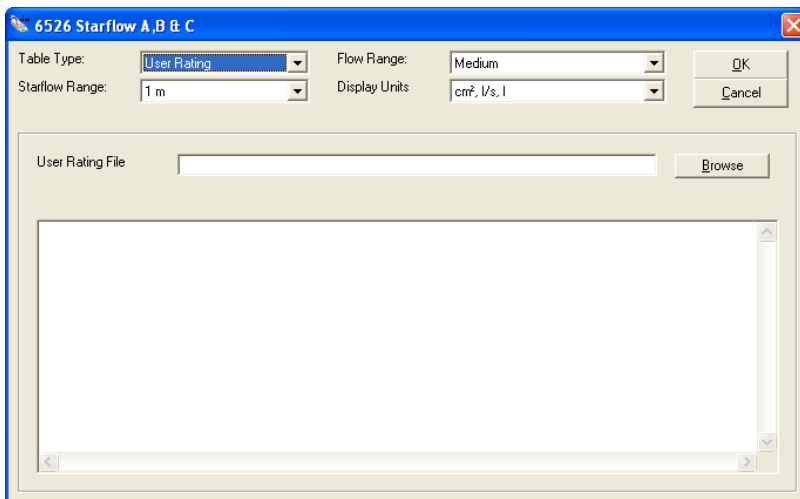 6526 Starflow A,B & C
Table Type: User Rating Flow Range: Medium OK
Starflow Range: 1 m Display Units cm², l/s, l Cancel
User Rating File Browse